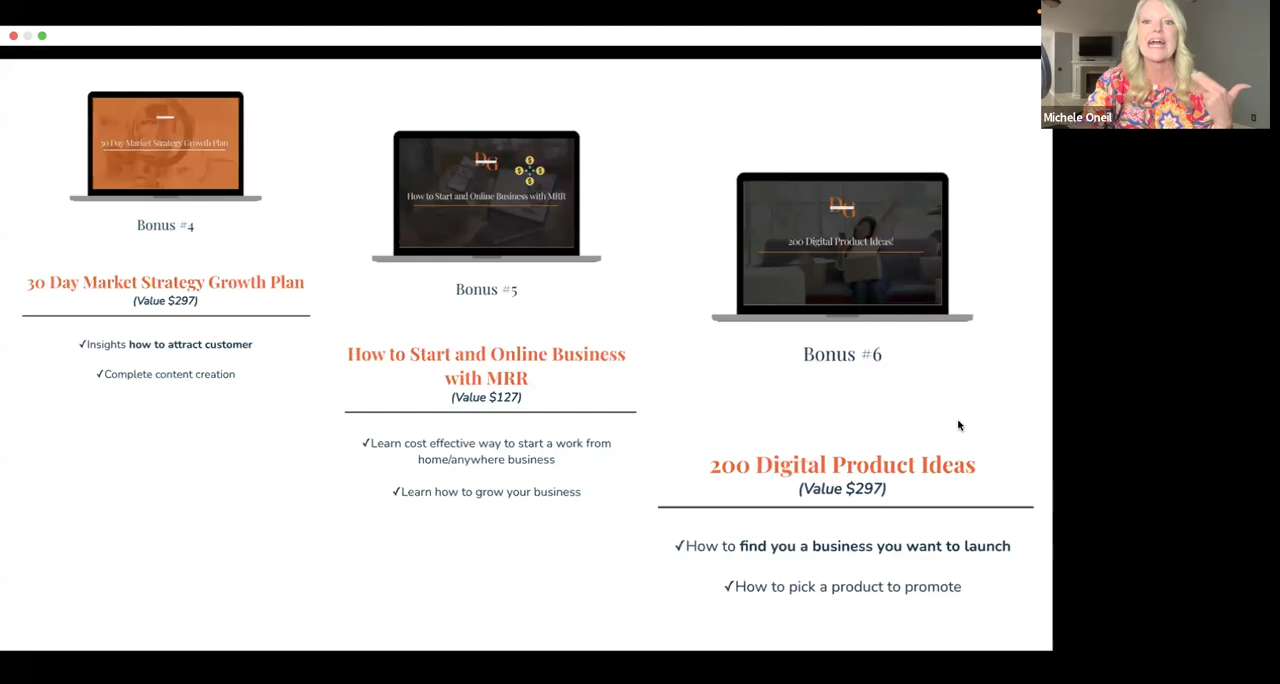 Michele Oneil
30 Day Market Strategy Growth Plan
Bonus #4
30 Day Market Strategy Growth Plan
(Value $297)
✓Insights how to attract customer
✓Complete content creation
DG
How to Start and Online Business with MRR
Bonus #5
How to Start and Online Business
with MRR
(Value $127)
✓Learn cost effective way to start a work from
home/anywhere business
✓Learn how to grow your business
DG
200 Digital Product Ideas!
Bonus #6
200 Digital Product Ideas
(Value $297)
✓How to find you a business you want to launch
✓How to pick a product to promote